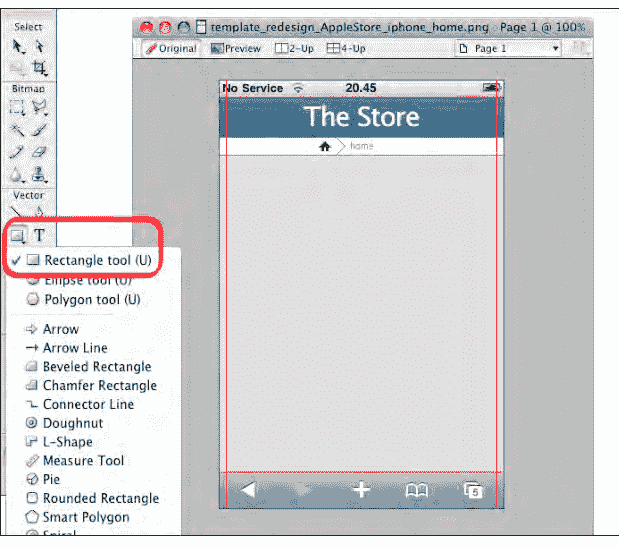 Select
template_redesign_AppleStore_iphone_home.png Page 1 @ 100%
Original Preview 2-Up 4-Up Page 1
Bitmap
No Service 20.45
The Store
home
Vector
T
Rectangle tool (U)
Ellipse tool (U)
Polygon tool (U)
Arrow
Arrow Line
Beveled Rectangle
Chamfer Rectangle
Connector Line
Doughnut
L-Shape
Measure Tool
Pie
Rounded Rectangle
Smart Polygon
Spiral
5